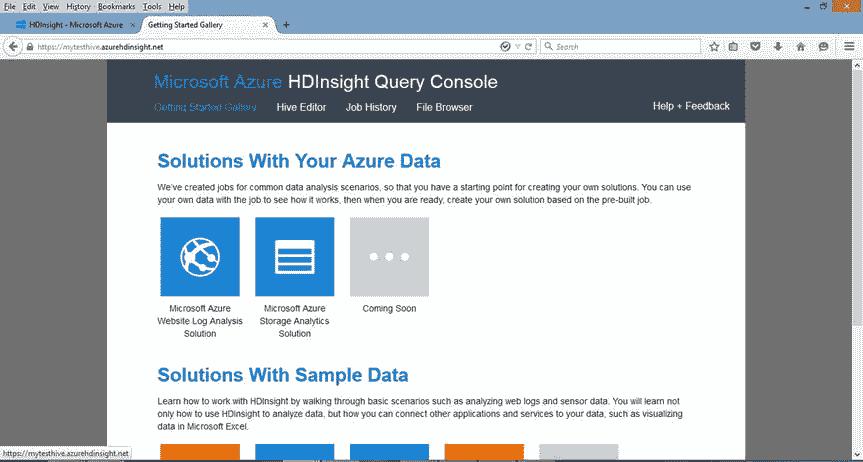 File Edit View History Bookmarks Tools Help
HDInsight - Microsoft Azure
Getting Started Gallery
https://mytesthive.azurehdinsight.net
Search
Microsoft Azure HDInsight Query Console
Getting Started Gallery Hive Editor Job History File Browser Help + Feedback
Solutions With Your Azure Data
We've created jobs for common data analysis scenarios, so that you have a starting point for creating your own solutions. You can use
your own data with the job to see how it works, then when you are ready, create your own solution based on the pre-built job.
Microsoft Azure
Website Log Analysis
Solution
Microsoft Azure
Storage Analytics
Solution
Coming Soon
Solutions With Sample Data
Learn how to work with HDInsight by walking through basic scenarios such as analyzing web logs and sensor data. You will learn not
only how to use HDInsight to analyze data, but how you can connect other applications and services to your data, such as visualizing
data in Microsoft Excel.
https://mytesthive.azurehdinsight.net